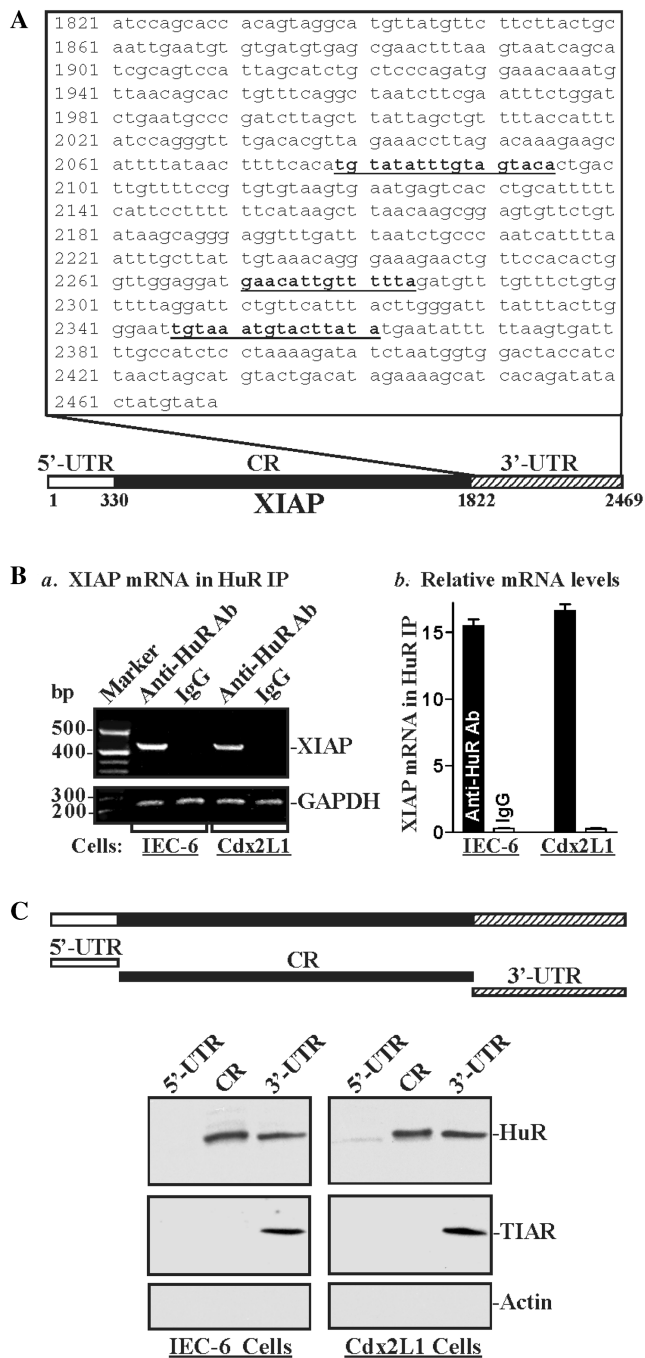 A
1821 atccagcacc acagtaggca tgttatgttc ttcttactgc
1861 aattgaatgt gtgatgtgag cgaactttaa gtaatcagca
1901 tcgcagtcca ttagcatctg ctcccagatg gaaacaaatg
1941 ttaacagcac tgtttcaggc taatcttcga atttctggat
1981 ctgaatgccc gatcttagct ctattagctgt tttaccattt
2021 atccagggtt tgacacgtta gaaaccttag acaaagaagc
2061 attttataac ttttcacatg tatatttgta gtacactgac
2101 ttgttttccg tgtgtaagtg aatgagtcac ctgcattttt
2141 cattcctttt ttcataagct taacaagcgg agtgttctgt
2181 ataagcaggg aggtttgatt taatctgccc aatcatttta
2221 atttgcttat tgtaaacagg gaaagaactg ttccacactg
2261 gttggaggat gaacattgtt ttttagatgtt tgtttctgtg
2301 ttttaggatt ctgttcattt acttgggatt tatttacttg
2341 ggaattgtaa atgtacttata tgaatatttt ttaagtgattt
2381 ttgccatctc ctaaaagata tctaatggtg gactaccatc
2421 taactagcat gtactgacat agaaaagcat cacagatata
2461 ctatgtata
5'-UTR CR 3'-UTR
1 330 XIAP 1822 2469
B a. XIAP mRNA in HuR IP
Marker Anti-HuR Ab IgG Anti-HuR Ab IgG
bp
500-
400-
-XIAP
300-
200-
-GAPDH
Cells: IEC-6 Cdx2L1
b. Relative mRNA levels
XIAP mRNA in HuR IP
15
10
5
0
Anti-HuR Ab
IgG
IEC-6 Cdx2L1
C
5'-UTR
CR
3'-UTR
5'-UTR CR 3'-UTR 5'-UTR CR 3'-UTR
-HuR
-TIAR
-Actin
IEC-6 Cells Cdx2L1 Cells